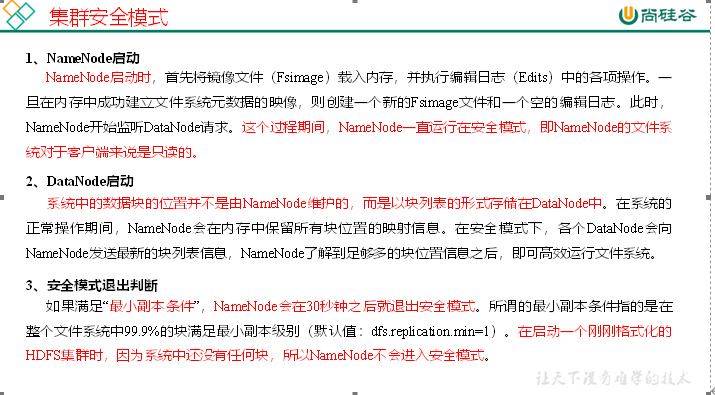 集群安全模式
尚硅谷
1、NameNode启动
NameNode启动时，首先将镜像文件（Fsimage）载入内存，并执行编辑日志（Edits）中的各项操作。一
旦在内存中成功建立文件系统元数据的映像，则创建一个新的Fsimage文件和一个空的编辑日志。此时，
NameNode开始监听DataNode请求。这个过程期间，NameNode一直运行在安全模式，即NameNode的文件系
统对于客户端来说是只读的。
2、DataNode启动
系统中的数据块的位置并不是由NameNode维护的，而是以块列表的形式存储在DataNode中。在系统的
正常操作期间，NameNode会在内存中保留所有块位置的映射信息。在安全模式下，各个DataNode会向
NameNode发送最新的块列表信息，NameNode了解到足够多的块位置信息之后，即可高效运行文件系统。
3、安全模式退出判断
如果满足“最小副本条件”，NameNode会在30秒钟之后就退出安全模式。所谓的最小副本条件指的是在
整个文件系统中99.9%的块满足最小副本级别（默认值：dfs.replication.min=1）。在启动一个刚刚格式化的
HDFS集群时，因为系统中还没有任何块，所以NameNode不会进入安全模式。
让天下没有难学的技术